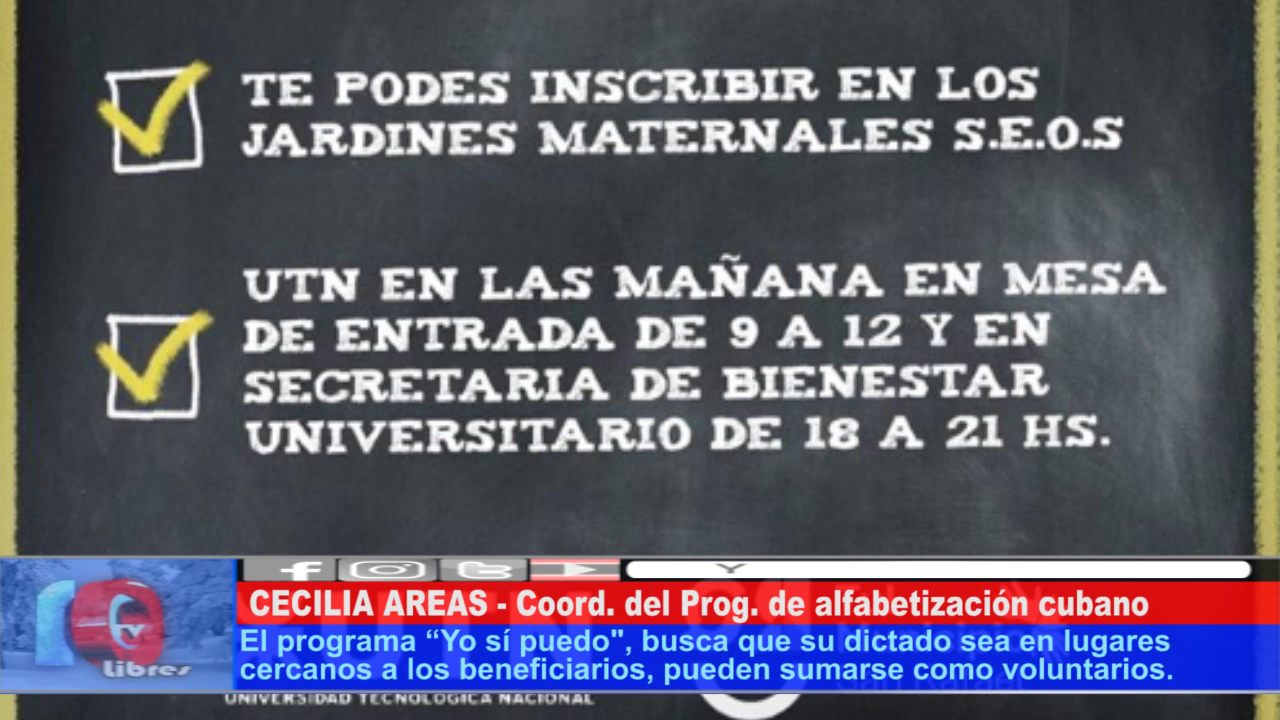 TE PODES INSCRIBIR EN LOS
JARDINES MATERNALES S.E.O.S
UTN EN LAS MAÑANA EN MESA
DE ENTRADA DE 9 A 12 Y EN
SECRETARIA DE BIENESTAR
UNIVERSITARIO DE 18 A 21 HS.
CECILIA AREAS - Coord. del Prog. de alfabetización cubano
El programa “Yo sí puedo", busca que su dictado sea en lugares
cercanos a los beneficiarios, pueden sumarse como voluntarios.
tv
Libres
UNIVERSIDAD TECNOLOGICA NACIONAL